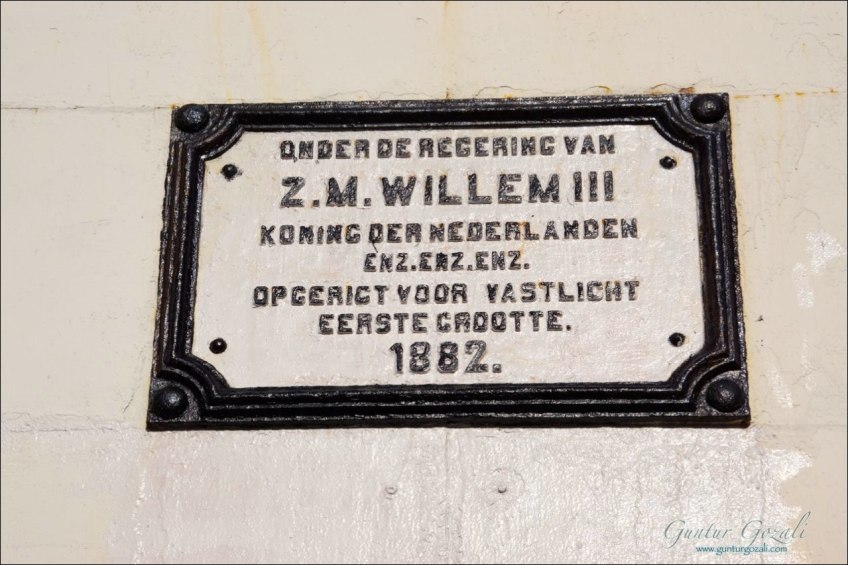 ONDER DE REGERING VAN
Z.M. WILLEM III
KONING DER NEDERLANDEN
ENZ. ENZ. ENZ.
OPGERIGT VOOR VASTLICHT
EERSTE GROOTTE.
1882.
Guntur Gozali
www.gunturgozali.com